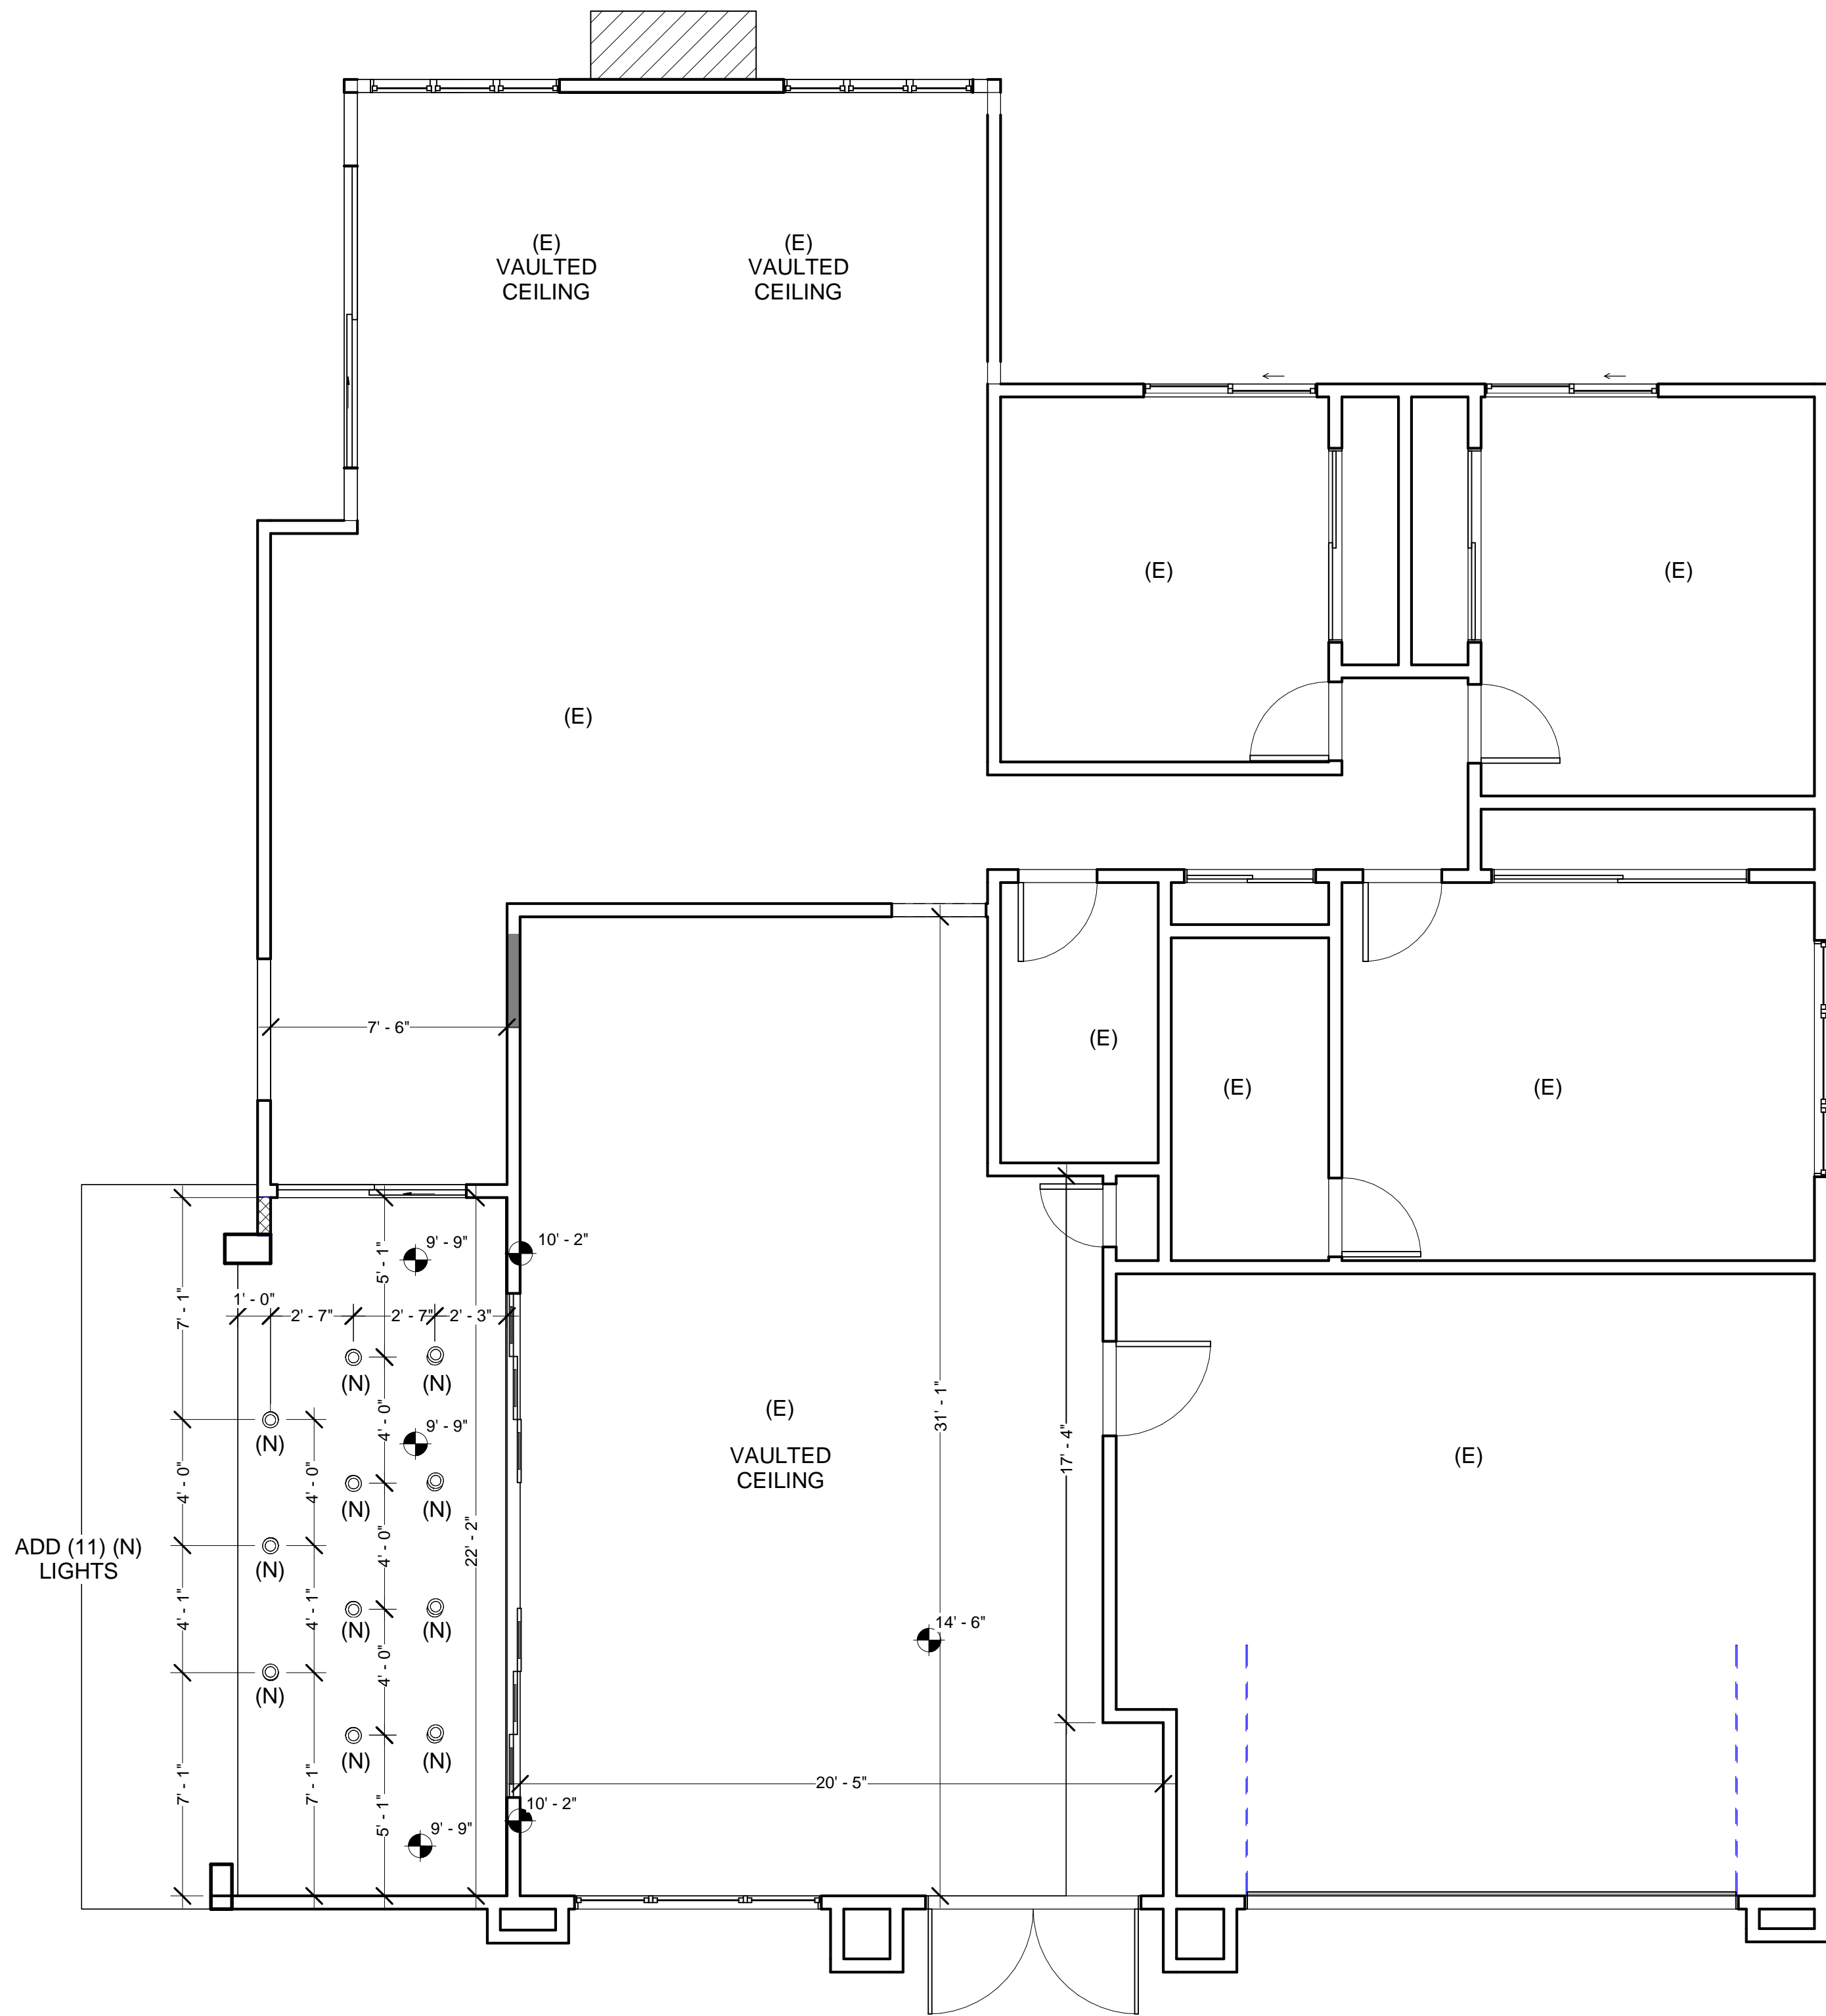 (E)
VAULTED
CEILING
(E)
VAULTED
CEILING
(E)
(E)
(E)
7' - 6"
(E)
(E)
(E)
9' - 9"
10' - 2"
5' - 1"
7' - 1"
1' - 0"
2' - 7"
2' - 7"
2' - 3"
(N)
(N)
(N)
4' - 0"
9' - 9"
(E)
VAULTED
CEILING
31' - 1"
17' - 4"
(E)
4' - 0"
4' - 0"
(N)
(N)
22' - 2"
ADD (11) (N)
LIGHTS
(N)
4' - 0"
4' - 1"
4' - 1"
(N)
(N)
14' - 6"
4' - 0"
(N)
(N)
(N)
7' - 1"
7' - 1"
5' - 1"
20' - 5"
10' - 2"
9' - 9"